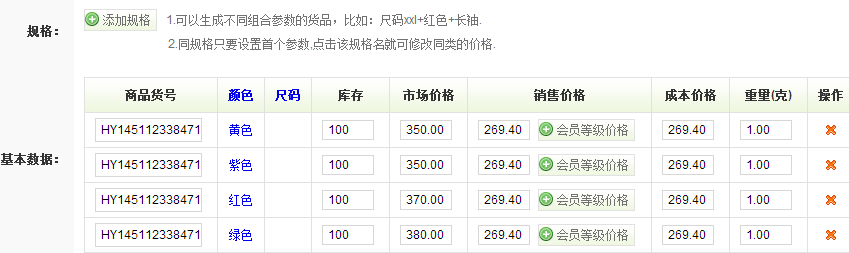 规格： 添加规格 1.可以生成不同组合参数的货品，比如：尺码xxl+红色+长袖.
2.同规格只要设置首个参数,点击该规格名就可修改同类的价格.
商品货号 颜色 尺码 库存 市场价格 销售价格 成本价格 重里(克) 操作
HY145112338471 黄色 100 350.00 269.40 会员等级价格 269.40 1.00
基本数据：
HY145112338471 紫色 100 350.00 269.40 会员等级价格 269.40 1.00
HY145112338471 红色 100 370.00 269.40 会员等级价格 269.40 1.00
HY145112338471 绿色 100 380.00 269.40 会员等级价格 269.40 1.00